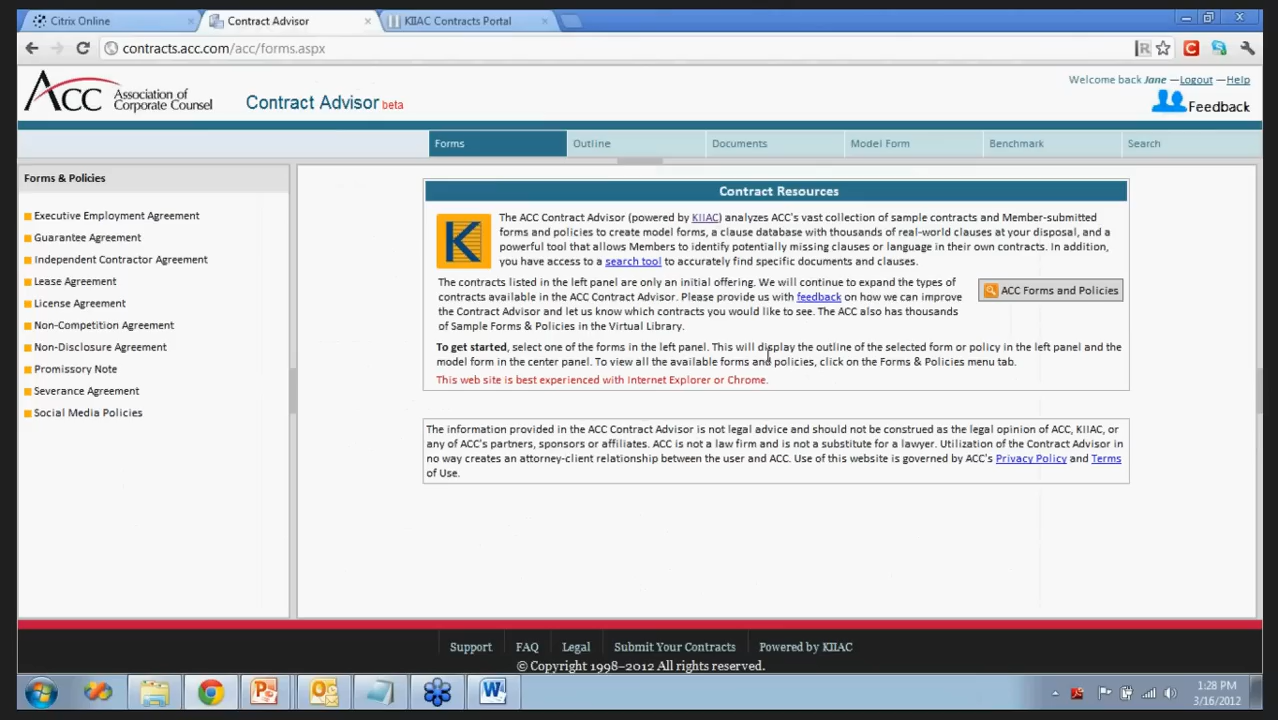 Citrix Online
Contract Advisor
KIIAC Contracts Portal
contracts.acc.com/acc/forms.aspx
ACC Association of
Corporate Counsel
Contract Advisor beta
Welcome back Jane —Logout —Help
Feedback
Forms
Outline
Documents
Model Form
Benchmark
Search
Forms & Policies
Executive Employment Agreement
Guarantee Agreement
Independent Contractor Agreement
Lease Agreement
License Agreement
Non-Competition Agreement
Non-Disclosure Agreement
Promissory Note
Severance Agreement
Social Media Policies
Contract Resources
K
The ACC Contract Advisor (powered by KIIAC) analyzes ACC's vast collection of sample contracts and Member-submitted
forms and policies to create model forms, a clause database with thousands of real-world clauses at your disposal, and a
powerful tool that allows Members to identify potentially missing clauses or language in their own contracts. In addition,
you have access to a search tool to accurately find specific documents and clauses.
The contracts listed in the left panel are only an initial offering. We will continue to expand the types of
contracts available in the ACC Contract Advisor. Please provide us with feedback on how we can improve
the Contract Advisor and let us know which contracts you would like to see. The ACC also has thousands
of Sample Forms & Policies in the Virtual Library.
ACC Forms and Policies
To get started, select one of the forms in the left panel. This will display the outline of the selected form or policy in the left panel and the
model form in the center panel. To view all the available forms and policies, click on the Forms & Policies menu tab.
This web site is best experienced with Internet Explorer or Chrome.
The information provided in the ACC Contract Advisor is not legal advice and should not be construed as the legal opinion of ACC, KIIAC, or
any of ACC's partners, sponsors or affiliates. ACC is not a law firm and is not a substitute for a lawyer. Utilization of the Contract Advisor in
no way creates an attorney-client relationship between the user and ACC. Use of this website is governed by ACC's Privacy Policy and Terms
of Use.
Support
FAQ
Legal
Submit Your Contracts
Powered by KIIAC
© Copyright 1998–2012 All rights reserved.
1:28 PM
3/16/2012